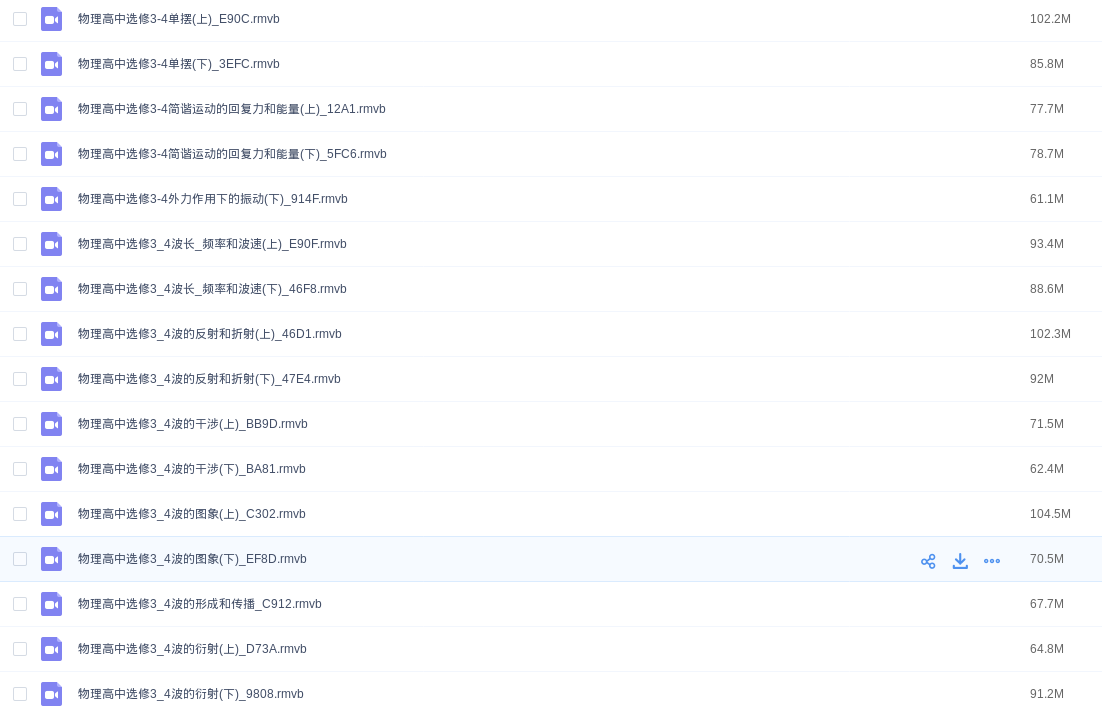 物理高中选修3-4单摆(上)_E90C.rmvb 102.2M
物理高中选修3-4单摆(下)_3EFC.rmvb 85.8M
物理高中选修3-4简谐运动的回复力和能量(上)_12A1.rmvb 77.7M
物理高中选修3-4简谐运动的回复力和能量(下)_5FC6.rmvb 78.7M
物理高中选修3-4外力作用下的振动(下)_914F.rmvb 61.1M
物理高中选修3_4波长_频率和波速(上)_E90F.rmvb 93.4M
物理高中选修3_4波长_频率和波速(下)_46F8.rmvb 88.6M
物理高中选修3_4波的反射和折射(上)_46D1.rmvb 102.3M
物理高中选修3_4波的反射和折射(下)_47E4.rmvb 92M
物理高中选修3_4波的干涉(上)_BB9D.rmvb 71.5M
物理高中选修3_4波的干涉(下)_BA81.rmvb 62.4M
物理高中选修3_4波的图象(上)_C302.rmvb 104.5M
物理高中选修3_4波的图象(下)_EF8D.rmvb 70.5M
物理高中选修3_4波的形成和传播_C912.rmvb 67.7M
物理高中选修3_4波的衍射(上)_D73A.rmvb 64.8M
物理高中选修3_4波的衍射(下)_9808.rmvb 91.2M